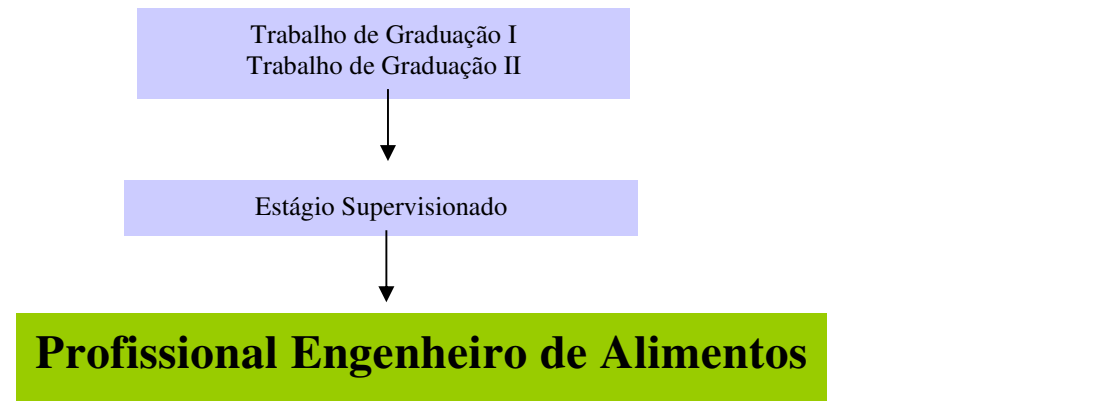 Trabalho de Graduação I
Trabalho de Graduação II
Estágio Supervisionado
Profissional Engenheiro de Alimentos